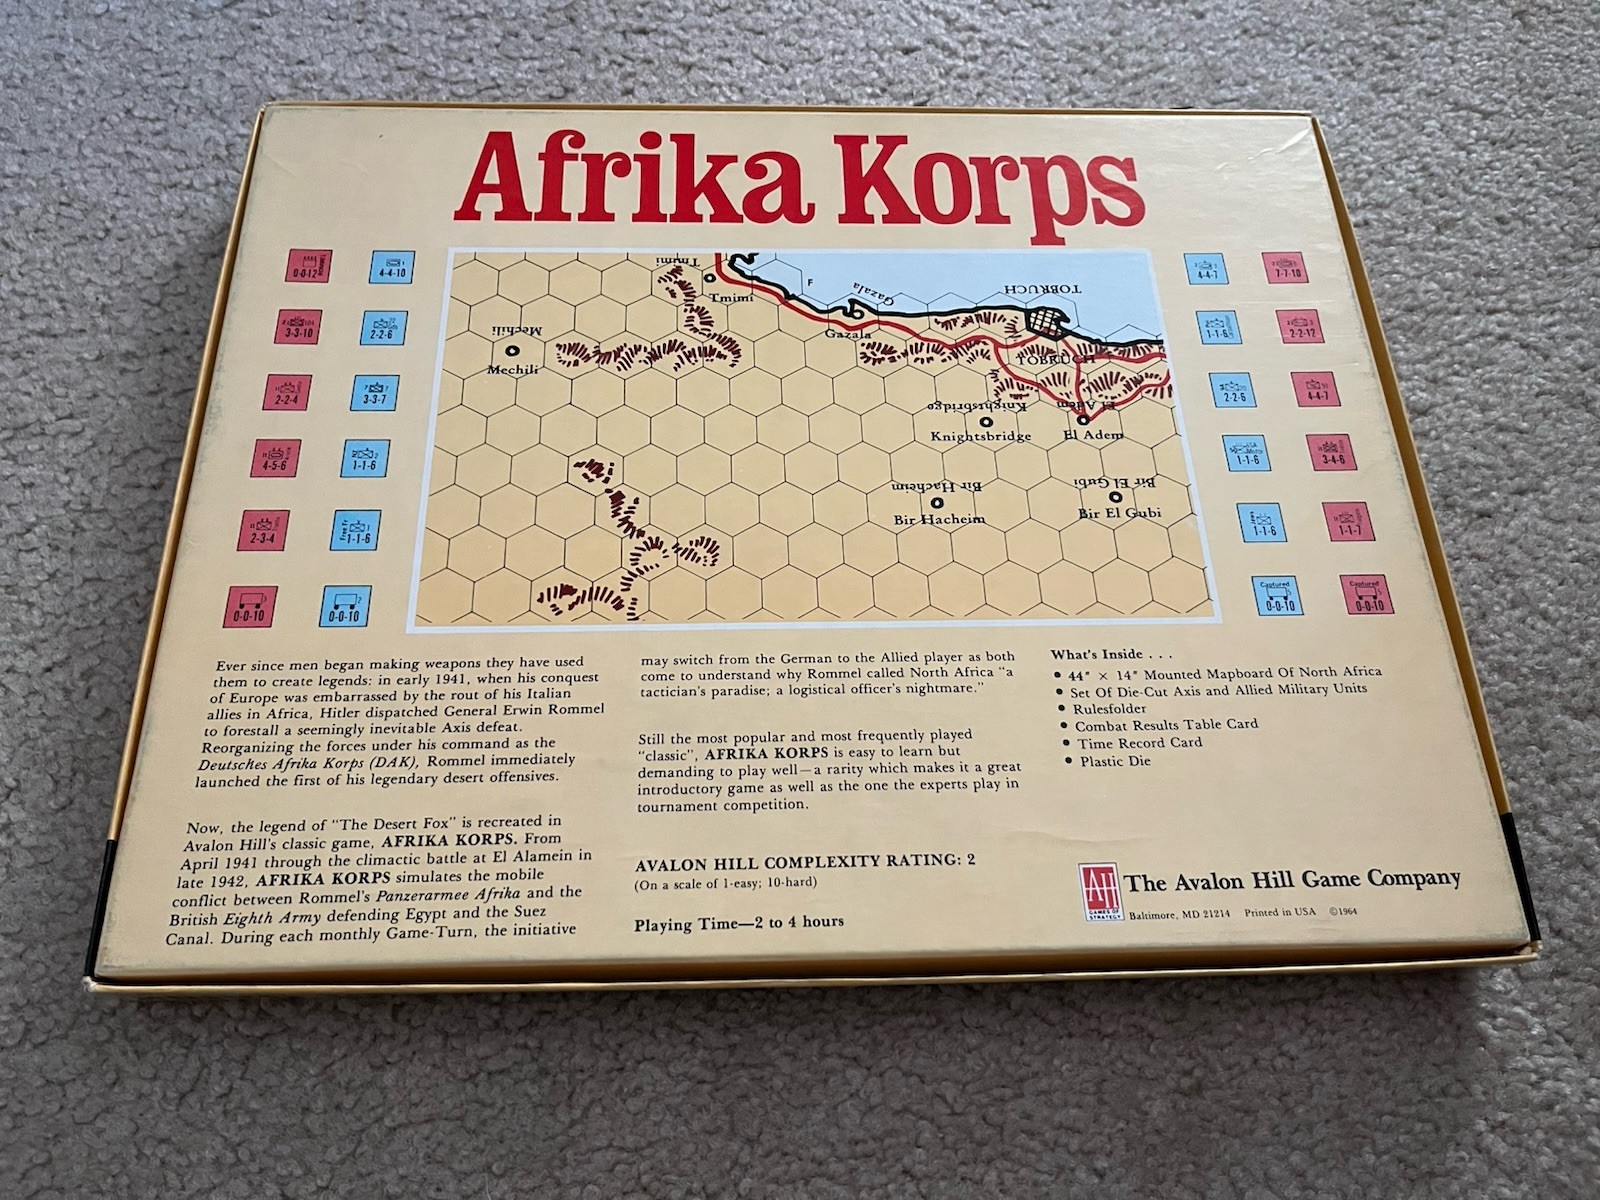 Afrika Korps
0-0-12
4-4-10
4-4-7
7-7-10
3-3-10
2-2-6
1-1-6
2-2-12
2-2-4
3-3-7
2-2-6
4-4-7
4-5-6
1-1-6
1-1-6
3-4-6
2-3-4
1-1-6
1-1-6
1-1-7
0-0-10
0-0-10
Captured
0-0-10
Captured
0-0-10
Tmimi
Tmimi
F
Gazala
Gazala
TOBRUCH
TOBRUCH
Mechili
Mechili
Knightsbridge
Knightsbridge
El Adem
El Adem
Bir Hacheim
Bir Hacheim
Bir El Gubi
Bir El Gubi
Ever since men began making weapons they have used
them to create legends: in early 1941, when his conquest
of Europe was embarrassed by the rout of his Italian
allies in Africa, Hitler dispatched General Erwin Rommel
to forestall a seemingly inevitable Axis defeat.
Reorganizing the forces under his command as the
Deutsches Afrika Korps (DAK), Rommel immediately
launched the first of his legendary desert offensives.
Now, the legend of "The Desert Fox" is recreated in
Avalon Hill's classic game, AFRIKA KORPS. From
April 1941 through the climactic battle at El Alamein in
late 1942, AFRIKA KORPS simulates the mobile
conflict between Rommel's Panzerarmee Afrika and the
British Eighth Army defending Egypt and the Suez
Canal. During each monthly Game-Turn, the initiative
may switch from the German to the Allied player as both
come to understand why Rommel called North Africa "a
tactician's paradise; a logistical officer's nightmare."
Still the most popular and most frequently played
"classic", AFRIKA KORPS is easy to learn but
demanding to play well—a rarity which makes it a great
introductory game as well as the one the experts play in
tournament competition.
AVALON HILL COMPLEXITY RATING: 2
(On a scale of 1-easy; 10-hard)
Playing Time—2 to 4 hours
What's Inside . . .
• 44" × 14" Mounted Mapboard Of North Africa
• Set Of Die-Cut Axis and Allied Military Units
• Rulesfolder
• Combat Results Table Card
• Time Record Card
• Plastic Die
AH
GAMES OF
STRATEGY
The Avalon Hill Game Company
Baltimore, MD 21214 Printed in USA ©1964